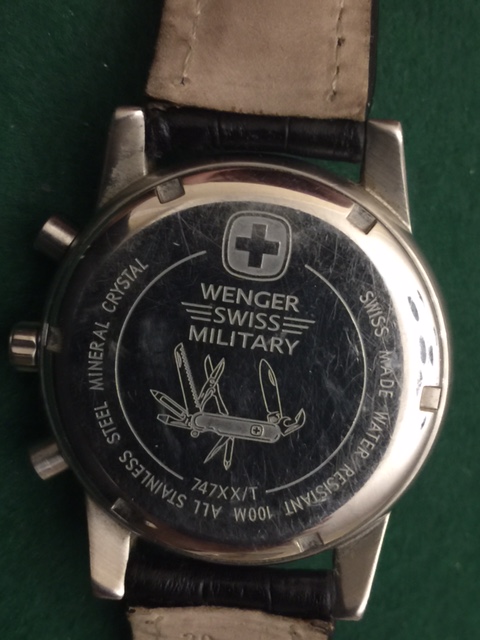 WENGER
SWISS
MILITARY
747XX/T
SWISS MADE WATER RESISTANT 100M ALL STAINLESS STEEL MINERAL CRYSTAL